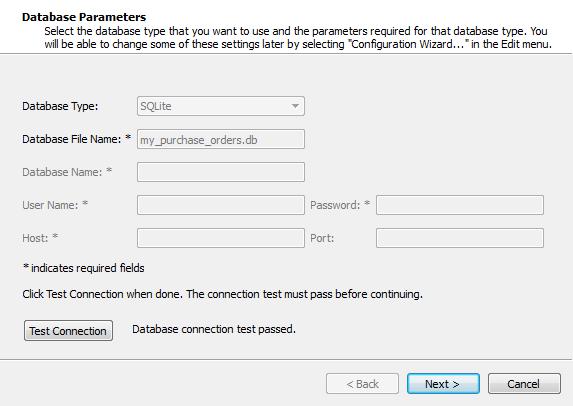 Database Parameters
Select the database type that you want to use and the parameters required for that database type. You
will be able to change some of these settings later by selecting "Configuration Wizard..." in the Edit menu.
Database Type: SQLite
Database File Name: * my_purchase_orders.db
Database Name: *
User Name: * Password: *
Host: * Port:
* indicates required fields
Click Test Connection when done. The connection test must pass before continuing.
Test Connection Database connection test passed.
< Back Next > Cancel